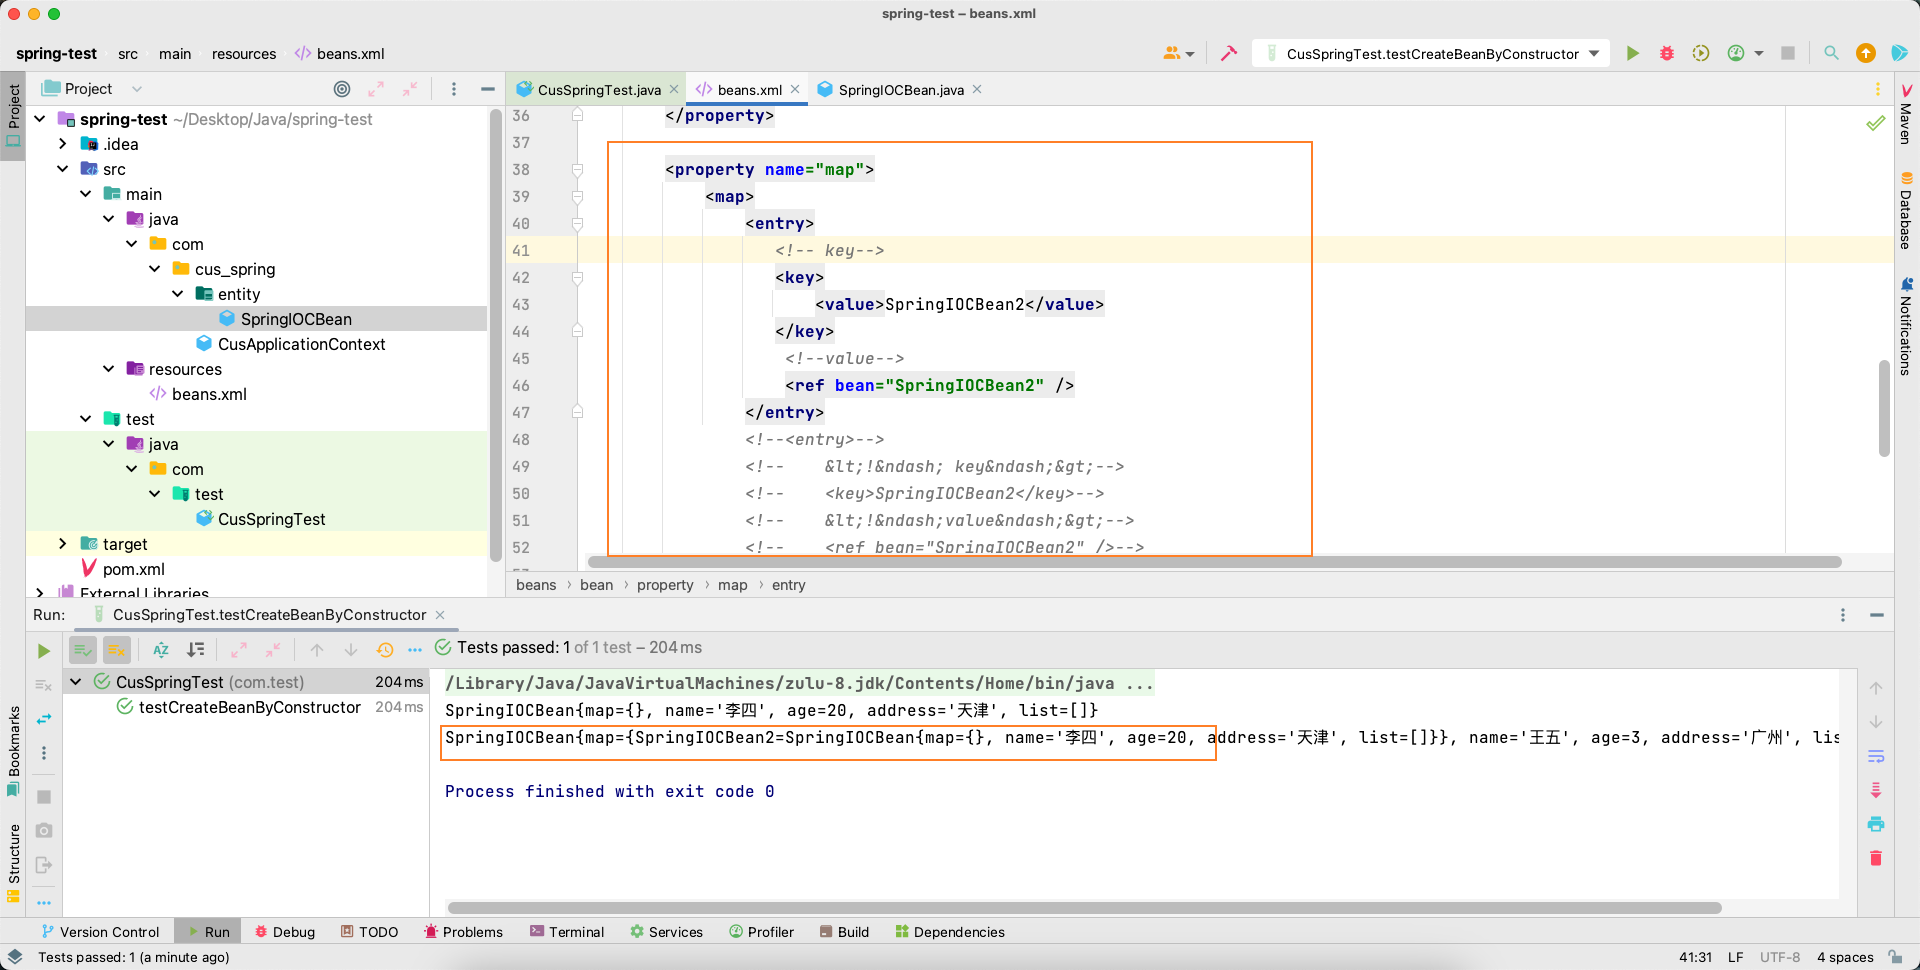 spring-test – beans.xml
spring-test src main resources beans.xml
CusSpringTest.testCreateBeanByConstructor
Project
CusSpringTest.java
beans.xml
SpringIOCBean.java
Project
Bookmarks
Structure
spring-test ~/Desktop/Java/spring-test
.idea
src
main
java
com
cus_spring
entity
SpringIOCBean
CusApplicationContext
resources
beans.xml
test
java
com
test
CusSpringTest
target
pom.xml
External Libraries
36 </property>
37
38 <property name="map">
39 <map>
40 <entry>
41 <!-- key-->
42 <key>
43 <value>SpringIOCBean2</value>
44 </key>
45 <!--value-->
46 <ref bean="SpringIOCBean2" />
47 </entry>
48 <!--<entry>-->
49 <!-- &lt;!&ndash; key&ndash;&gt;-->
50 <!-- <key>SpringIOCBean2</key>-->
51 <!-- &lt;!&ndash;value&ndash;&gt;-->
52 <!-- <ref bean="SpringIOCBean2" />-->
beans › bean › property › map › entry
Maven
Database
Notifications
Run: CusSpringTest.testCreateBeanByConstructor
Tests passed: 1 of 1 test – 204 ms
CusSpringTest (com.test) 204 ms
testCreateBeanByConstructor 204 ms
/Library/Java/JavaVirtualMachines/zulu-8.jdk/Contents/Home/bin/java ...
SpringIOCBean{map={}, name='李四', age=20, address='天津', list=[]}
SpringIOCBean{map={SpringIOCBean2=SpringIOCBean{map={}, name='李四', age=20, address='天津', list=[]}}, name='王五', age=3, address='广州', lis
Process finished with exit code 0
Version Control Run Debug TODO Problems Terminal Services Profiler Build Dependencies
Tests passed: 1 (a minute ago)
41:31 LF UTF-8 4 spaces